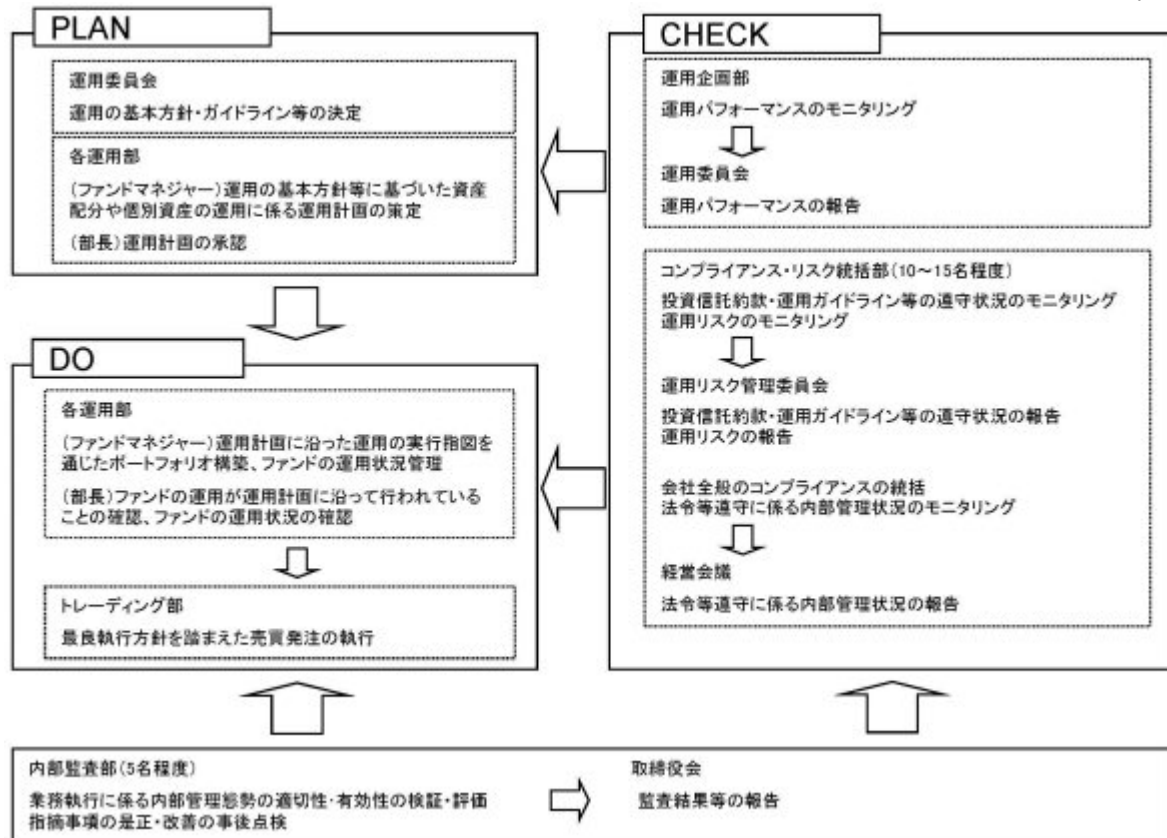 PLAN
運用委員会
運用の基本方針・ガイドライン等の決定
各運用部
(ファンドマネジャー)運用の基本方針等に基づいた資産
配分や個別資産の運用に係る運用計画の策定
(部長)運用計画の承認
DO
各運用部
(ファンドマネジャー)運用計画に沿った運用の実行指図を
通じたポートフォリオ構築、ファンドの運用状況管理
(部長)ファンドの運用が運用計画に沿って行われている
ことの確認、ファンドの運用状況の確認
トレーディング部
最良執行方針を踏まえた売買発注の執行
CHECK
運用企画部
運用パフォーマンスのモニタリング
運用委員会
運用パフォーマンスの報告
コンプライアンス・リスク統括部(10～15名程度)
投資信託約款・運用ガイドライン等の遵守状況のモニタリング
運用リスクのモニタリング
運用リスク管理委員会
投資信託約款・運用ガイドライン等の遵守状況の報告
運用リスクの報告
会社全般のコンプライアンスの統括
法令等遵守に係る内部管理状況のモニタリング
経営会議
法令等遵守に係る内部管理状況の報告
内部監査部(5名程度)
業務執行に係る内部管理態勢の適切性・有効性の検証・評価
指摘事項の是正・改善の事後点検
取締役会
監査結果等の報告